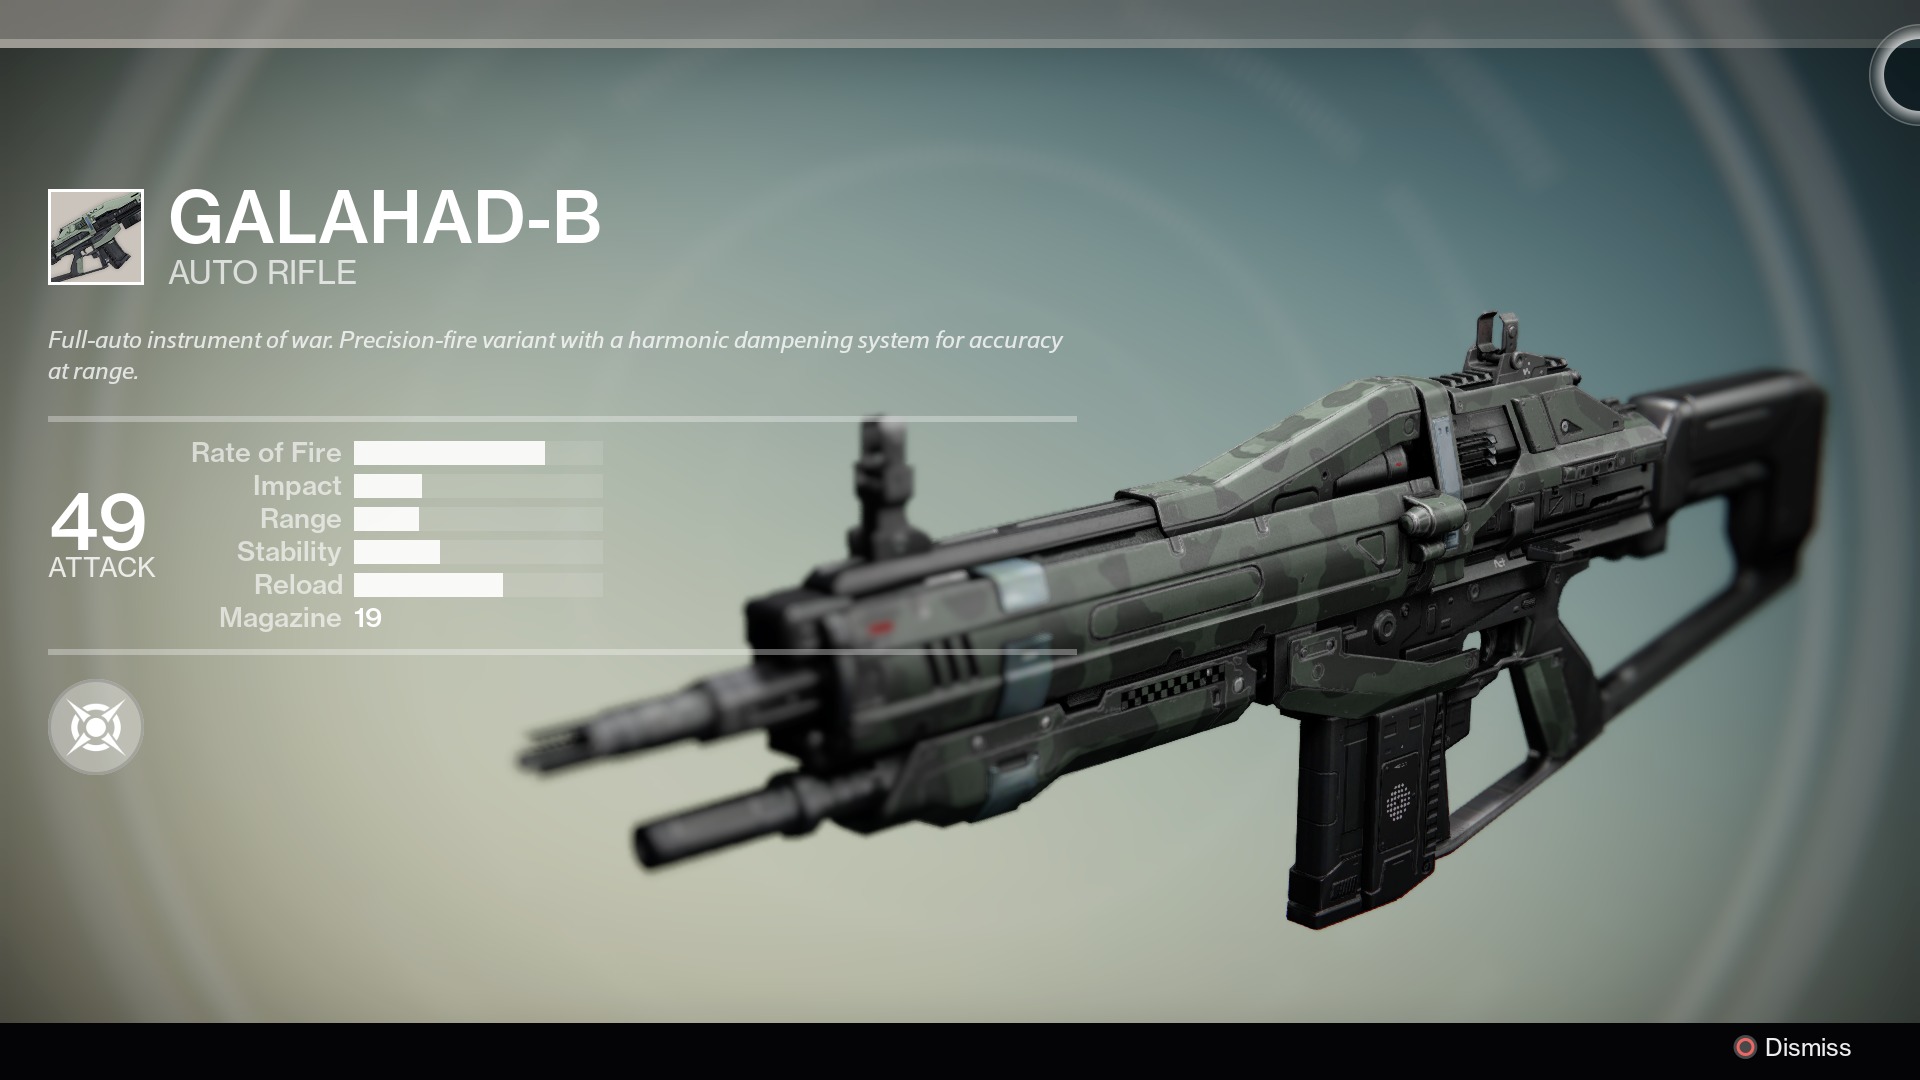 GALAHAD-B
AUTO RIFLE
Full-auto instrument of war. Precision-fire variant with a harmonic dampening system for accuracy
at range.
49
ATTACK
Rate of Fire
Impact
Range
Stability
Reload
Magazine 19
Dismiss